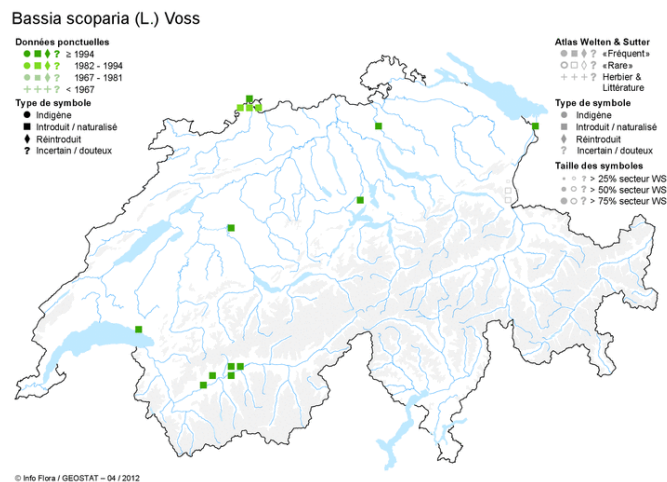 Bassia scoparia (L.) Voss
Données ponctuelles
? ≥ 1994
? 1982 - 1994
? 1967 - 1981
++++? < 1967
Type de symbole
Indigène
Introduit / naturalisé
Réintroduit
? Incertain / douteux
Atlas Welten & Sutter
? «Fréquent»
? «Rare»
+++? Herbier &
Littérature
Type de symbole
Indigène
Introduit / naturalisé
Réintroduit
? Incertain / douteux
Taille des symboles
? > 25% secteur WS
? > 50% secteur WS
? > 75% secteur WS
© Info Flora / GEOSTAT – 04 / 2012